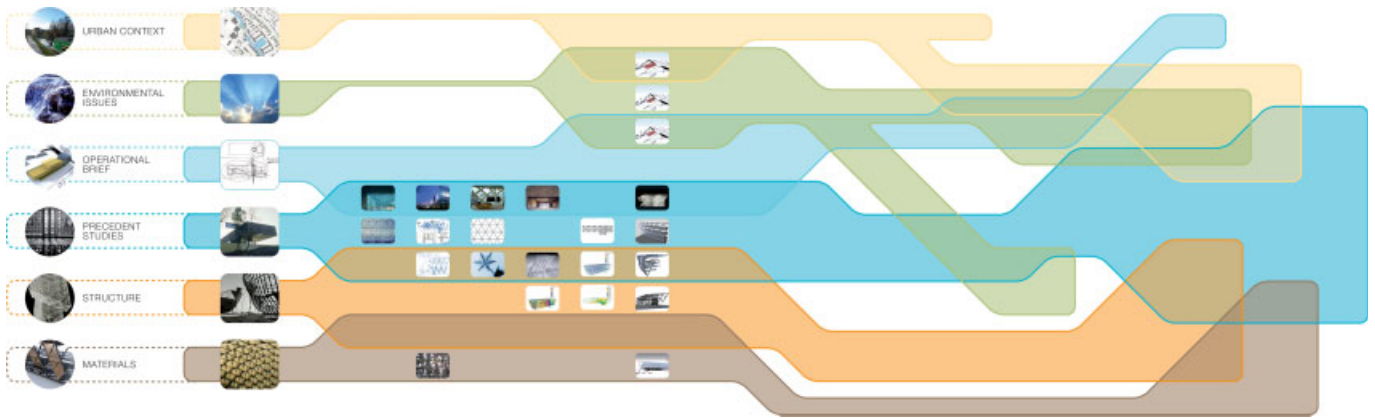 URBAN CONTEXT
ENVIRONMENTAL
ISSUES
OPERATIONAL
BRIEF
PRECEDENT
STUDIES
STRUCTURE
MATERIALS